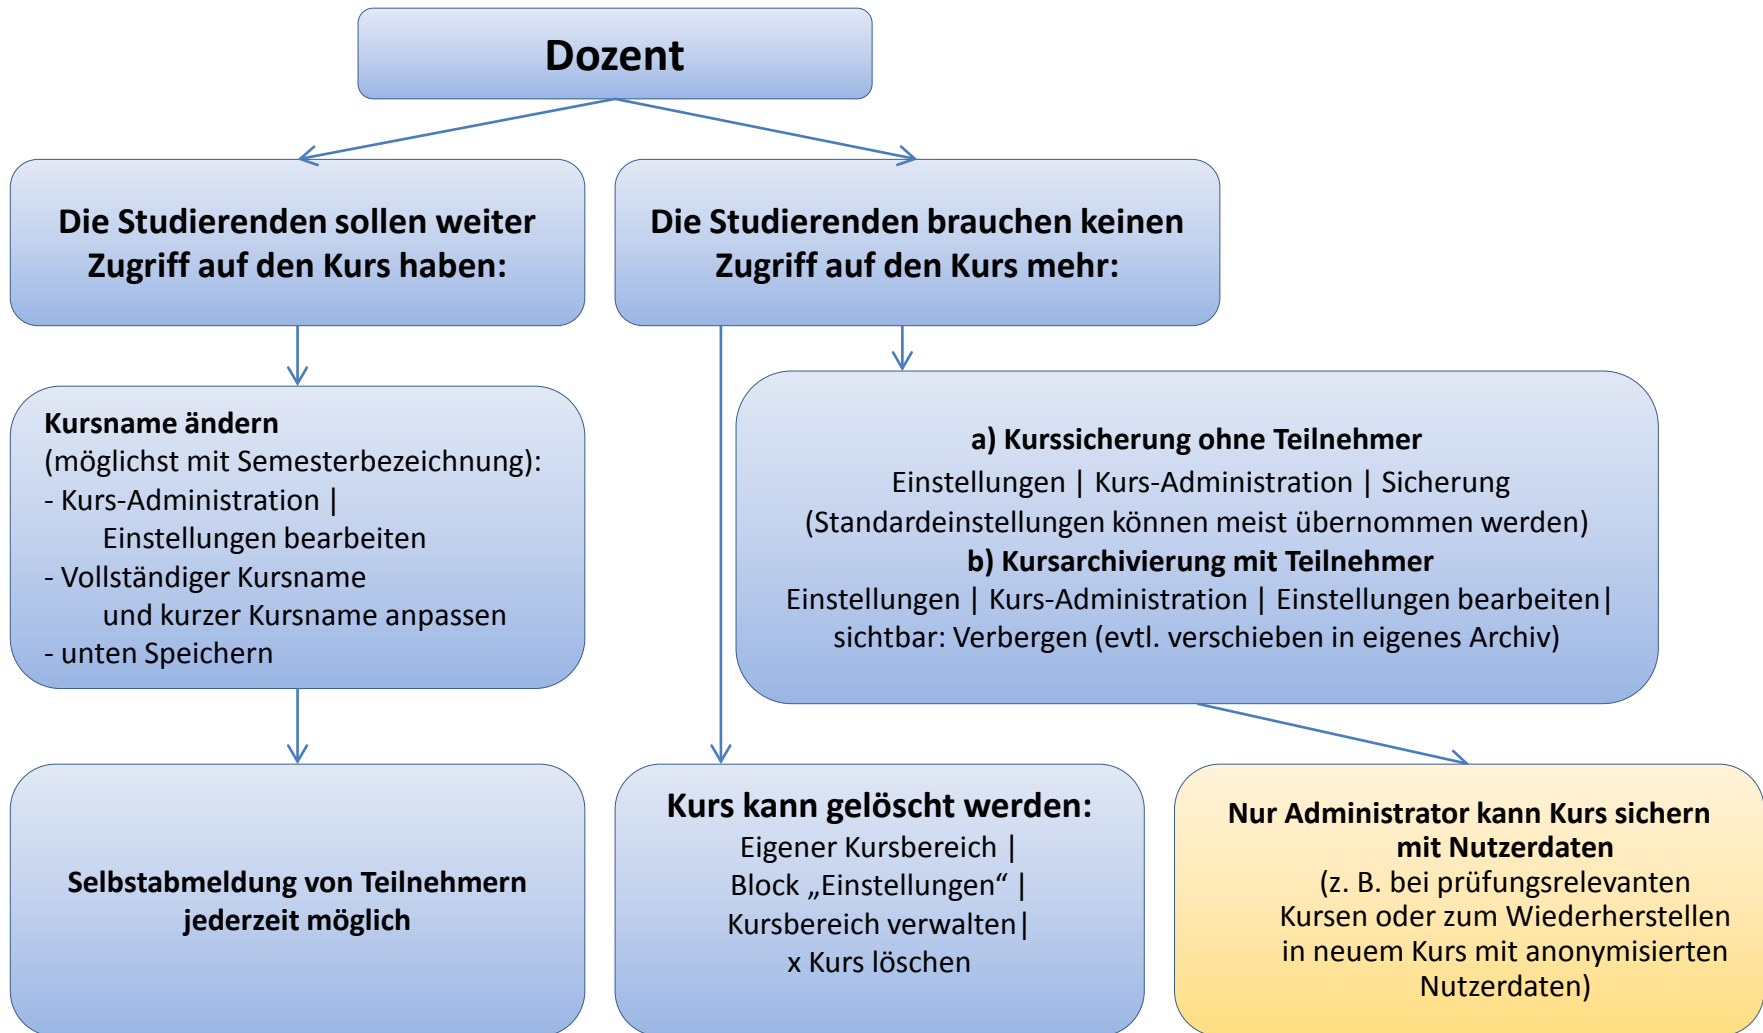 Dozent
Die Studierenden sollen weiter
Zugriff auf den Kurs haben:
Die Studierenden brauchen keinen
Zugriff auf den Kurs mehr:
Kursname ändern
(möglichst mit Semesterbezeichnung):
- Kurs-Administration |
Einstellungen bearbeiten
- Vollständiger Kursname
und kurzer Kursname anpassen
- unten Speichern
a) Kurssicherung ohne Teilnehmer
Einstellungen | Kurs-Administration | Sicherung
(Standardeinstellungen können meist übernommen werden)
b) Kursarchivierung mit Teilnehmer
Einstellungen | Kurs-Administration | Einstellungen bearbeiten|
sichtbar: Verbergen (evtl. verschieben in eigenes Archiv)
Selbstabmeldung von Teilnehmern
jederzeit möglich
Kurs kann gelöscht werden:
Eigener Kursbereich |
Block „Einstellungen“ |
Kursbereich verwalten|
x Kurs löschen
Nur Administrator kann Kurs sichern
mit Nutzerdaten
(z. B. bei prüfungsrelevanten
Kursen oder zum Wiederherstellen
in neuem Kurs mit anonymisierten
Nutzerdaten)